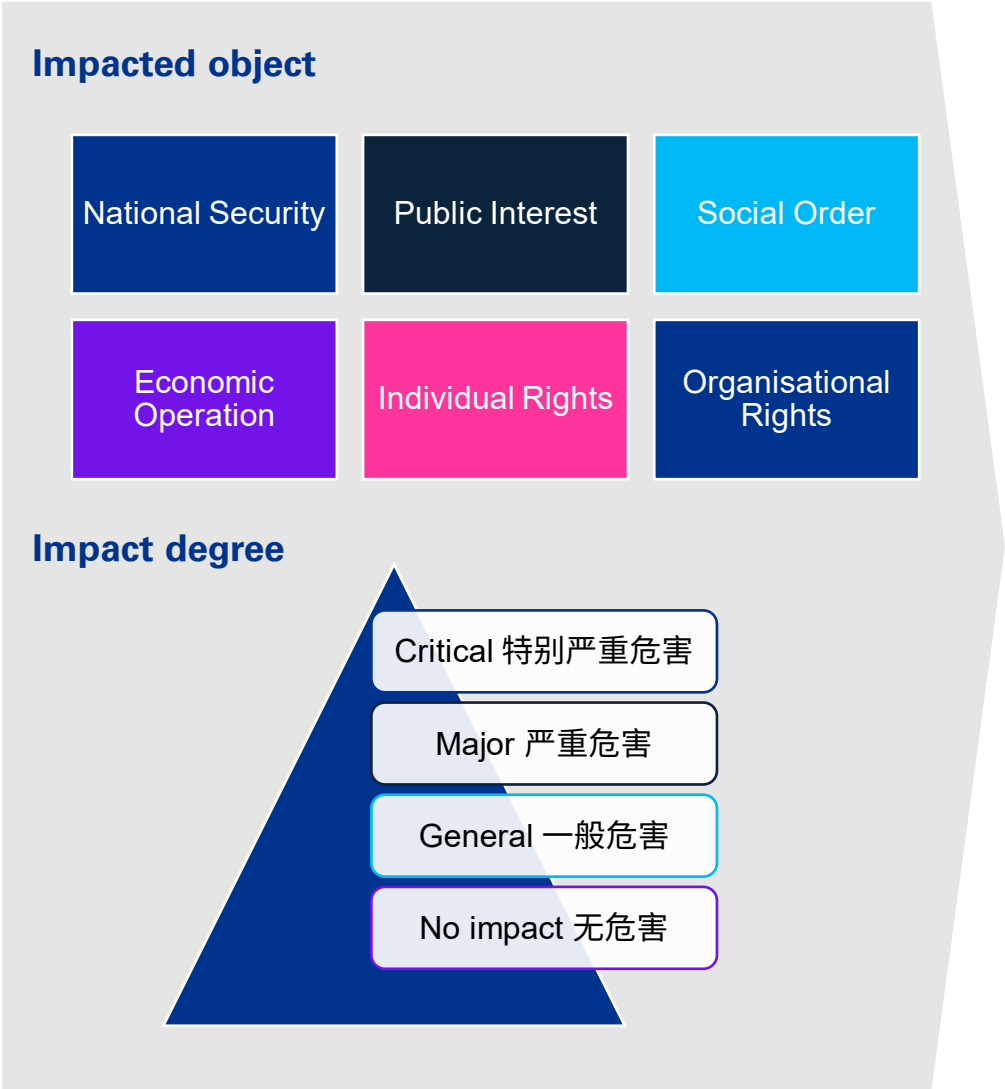 Impacted object
National Security
Public Interest
Social Order
Economic
Operation
Individual Rights
Organisational
Rights
Impact degree
Critical 特别严重危害
Major 严重危害
General 一般危害
No impact 无危害